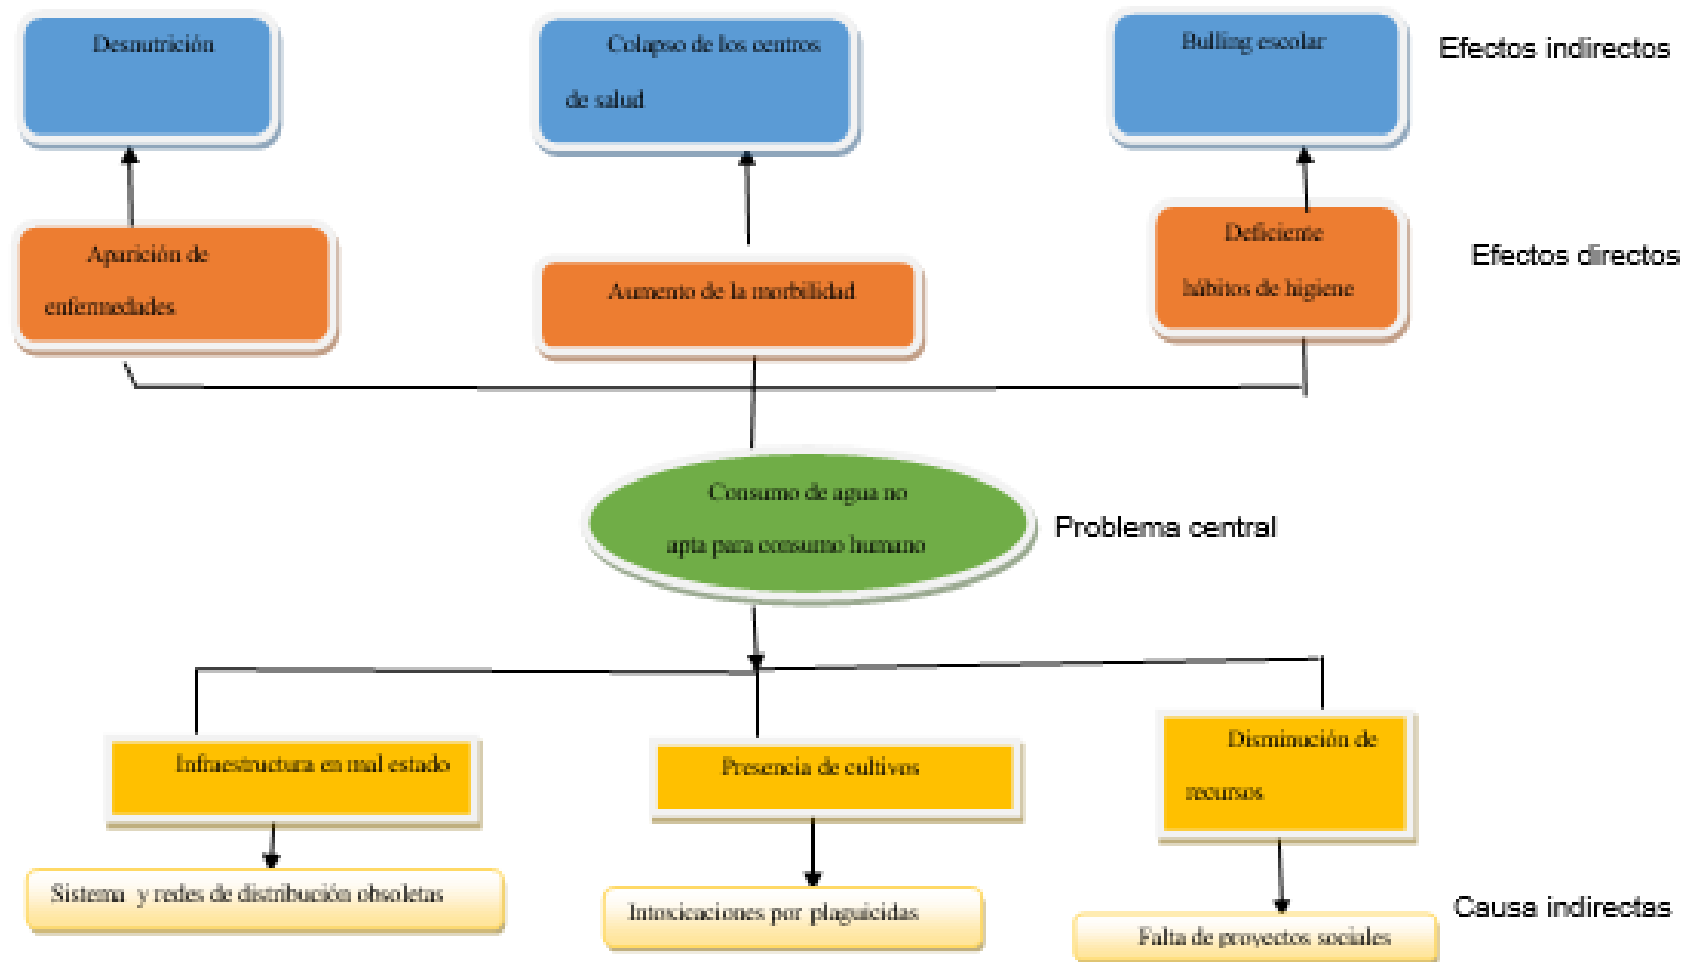 Desnutrición
Colapso de los centros
de salud
Bulling escolar
Efectos indirectos
Aparición de
enfermedades
Aumento de la morbilidad
Deficiente
hábitos de higiene
Efectos directos
Consumo de agua no
apta para consumo humano
Problema central
Infraestructura en mal estado
Presencia de cultivos
Disminución de
recursos
Sistema y redes de distribución obsoletas
Intoxicaciones por plaguicidas
Falta de proyectos sociales
Causa indirectas